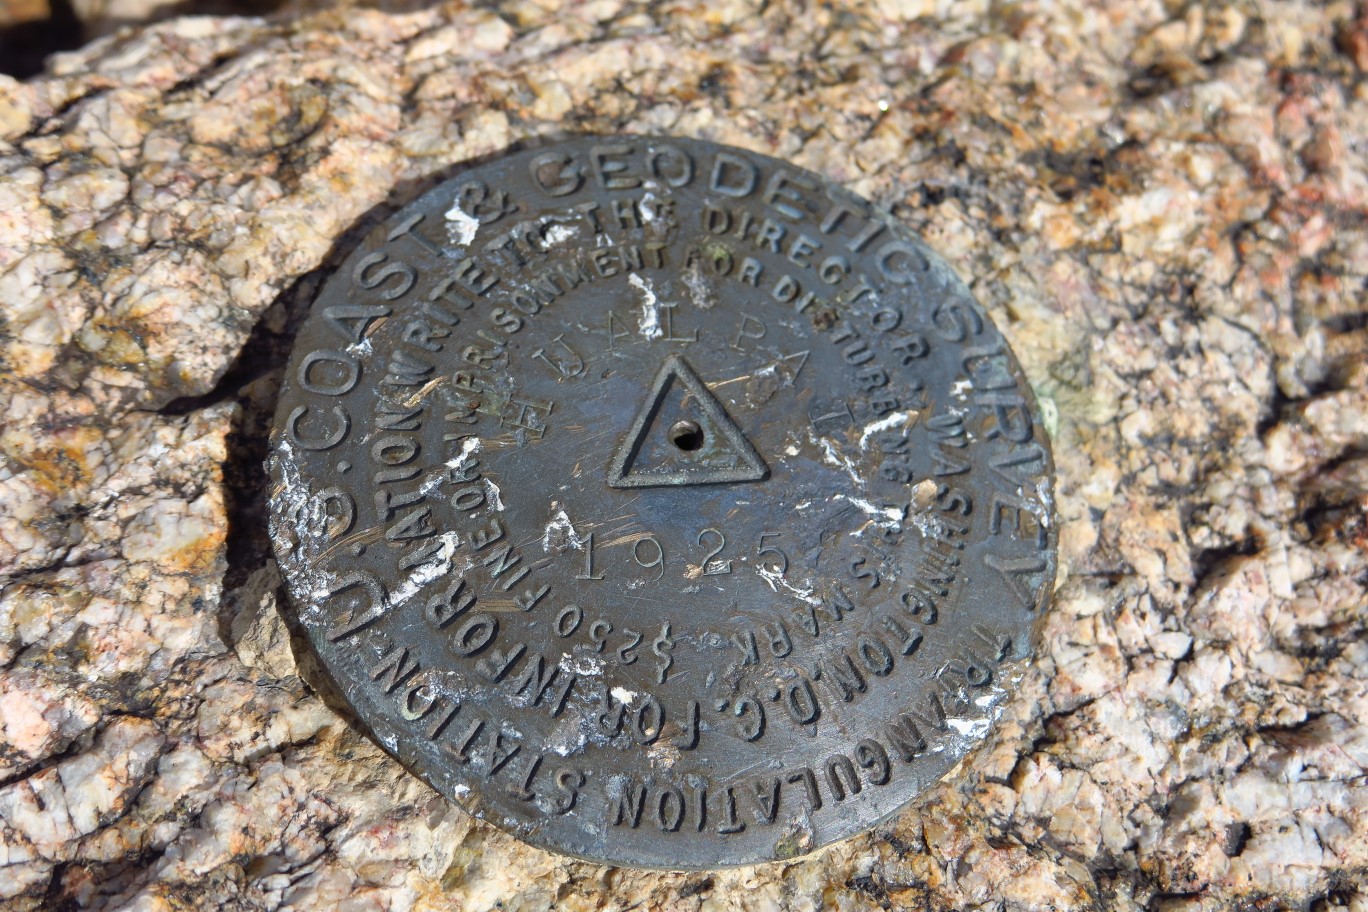 U.S. COAST & GEODETIC SURVEY
TRIANGULATION STATION
WRITE TO THE DIRECTOR, WASHINGTON, D.C. FOR INFORMATION
$250 FINE OR IMPRISONMENT FOR DISTURBING THIS MARK
HUALPAI
1925